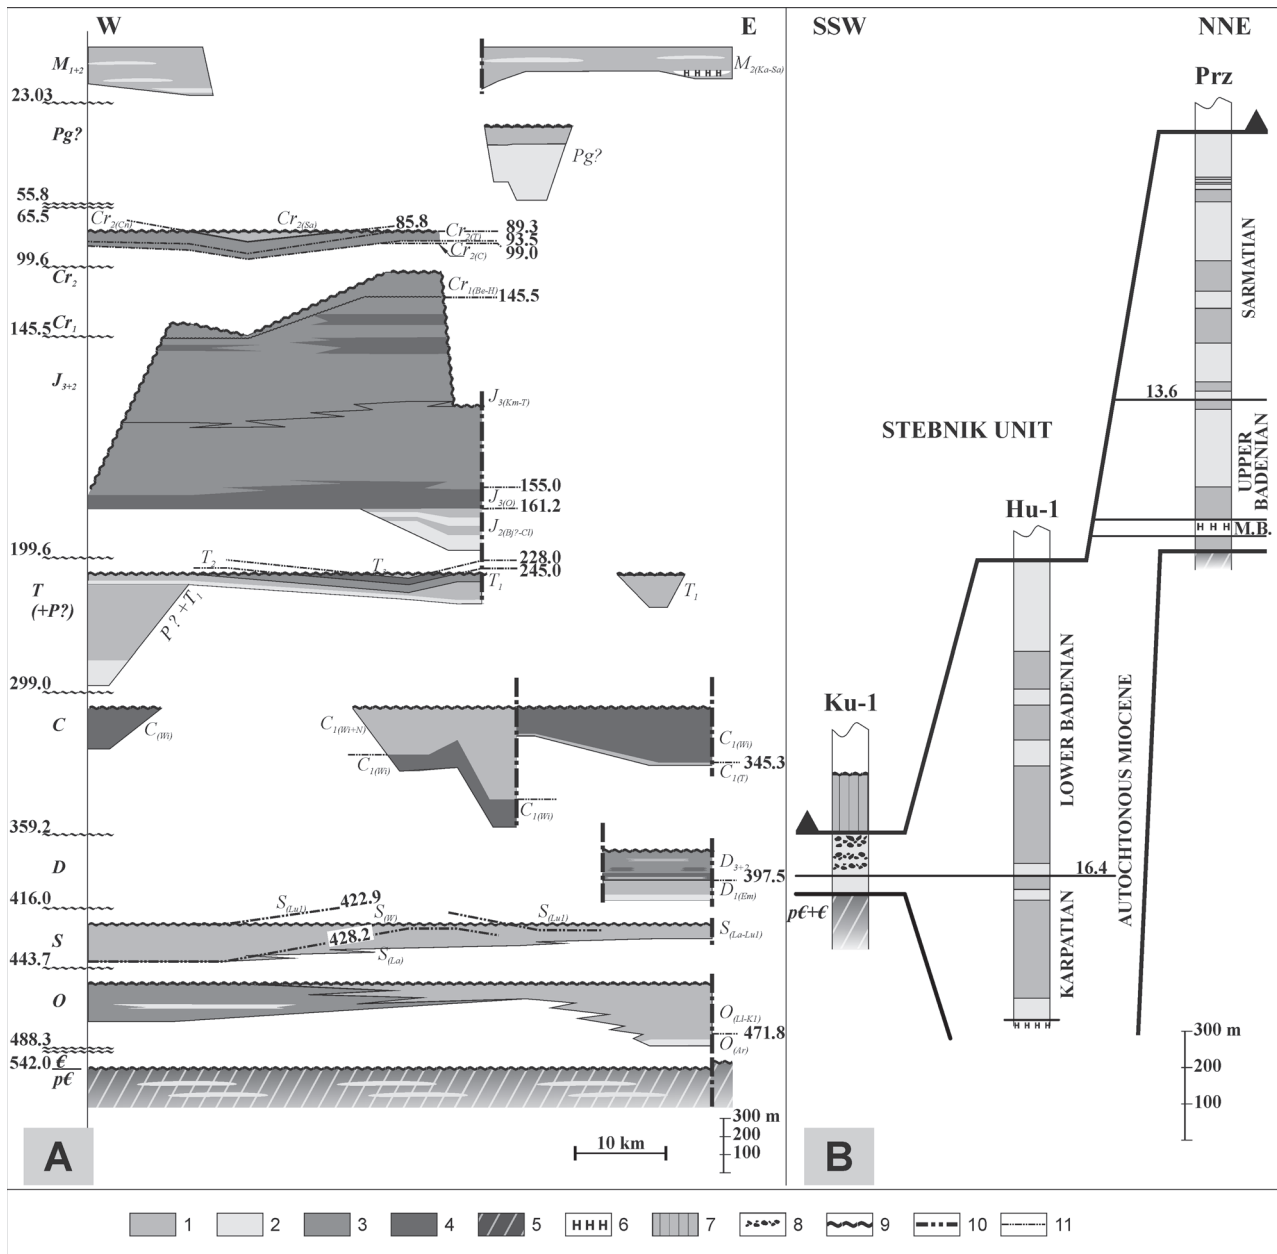 W
E
M1+2
23.03
M2(Ka-Sa)
H H H H
Pg?
Pg?
55.8
65.5
Cr2(Cn)
Cr2(Sa)
85.8
Cr2(T)
89.3
93.5
Cr2(C)
99.0
99.6
Cr2
Cr1(Be-H)
145.5
Cr1
145.5
J3+2
J3(Km-T)
155.0
J3(O)
161.2
J2(Bj?-Cl)
199.6
T2
228.0
245.0
T1
T
(+P?)
P?+T1
T1
299.0
C
C(Wi)
C1(Wi+N)
C1(Wi)
C1(Wi)
C1(Wi)
345.3
C1(T)
359.2
D
D3+2
397.5
D1(Em)
416.0
S(Lu1)
422.9
S(W)
S(Lu1)
428.2
S(La-Lu1)
S
S(La)
443.7
O
O(Ll-K1)
471.8
O(Ar)
488.3
542.0 €
p€
300 m
200
100
10 km
A
SSW
NNE
Prz
SARMATIAN
13.6
UPPER
BADENIAN
H H H
M.B.
STEBNIK UNIT
Hu-1
LOWER BADENIAN
AUTOCHTONOUS MIOCENE
Ku-1
16.4
p€+€
KARPATIAN
H H H H
300 m
200
100
B
1 2 3 4 5 H H H 6 7 8 9 10 11